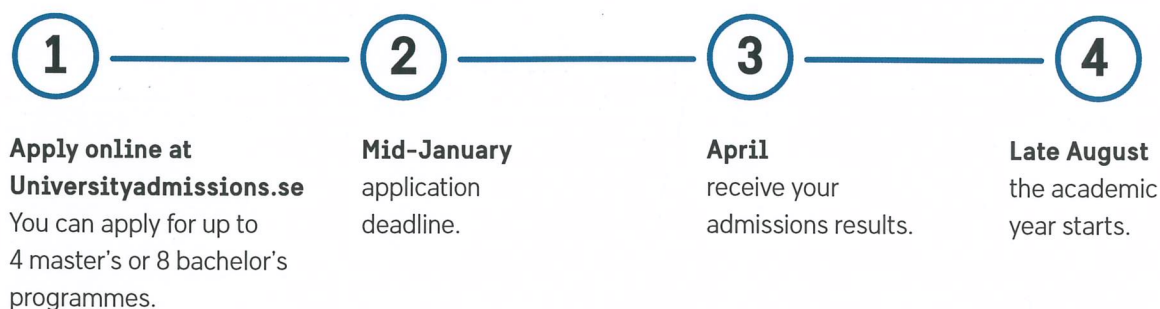 1
2
3
4
Apply online at
Universityadmissions.se
You can apply for up to
4 master's or 8 bachelor's
programmes.
Mid-January
application
deadline.
April
receive your
admissions results.
Late August
the academic
year starts.